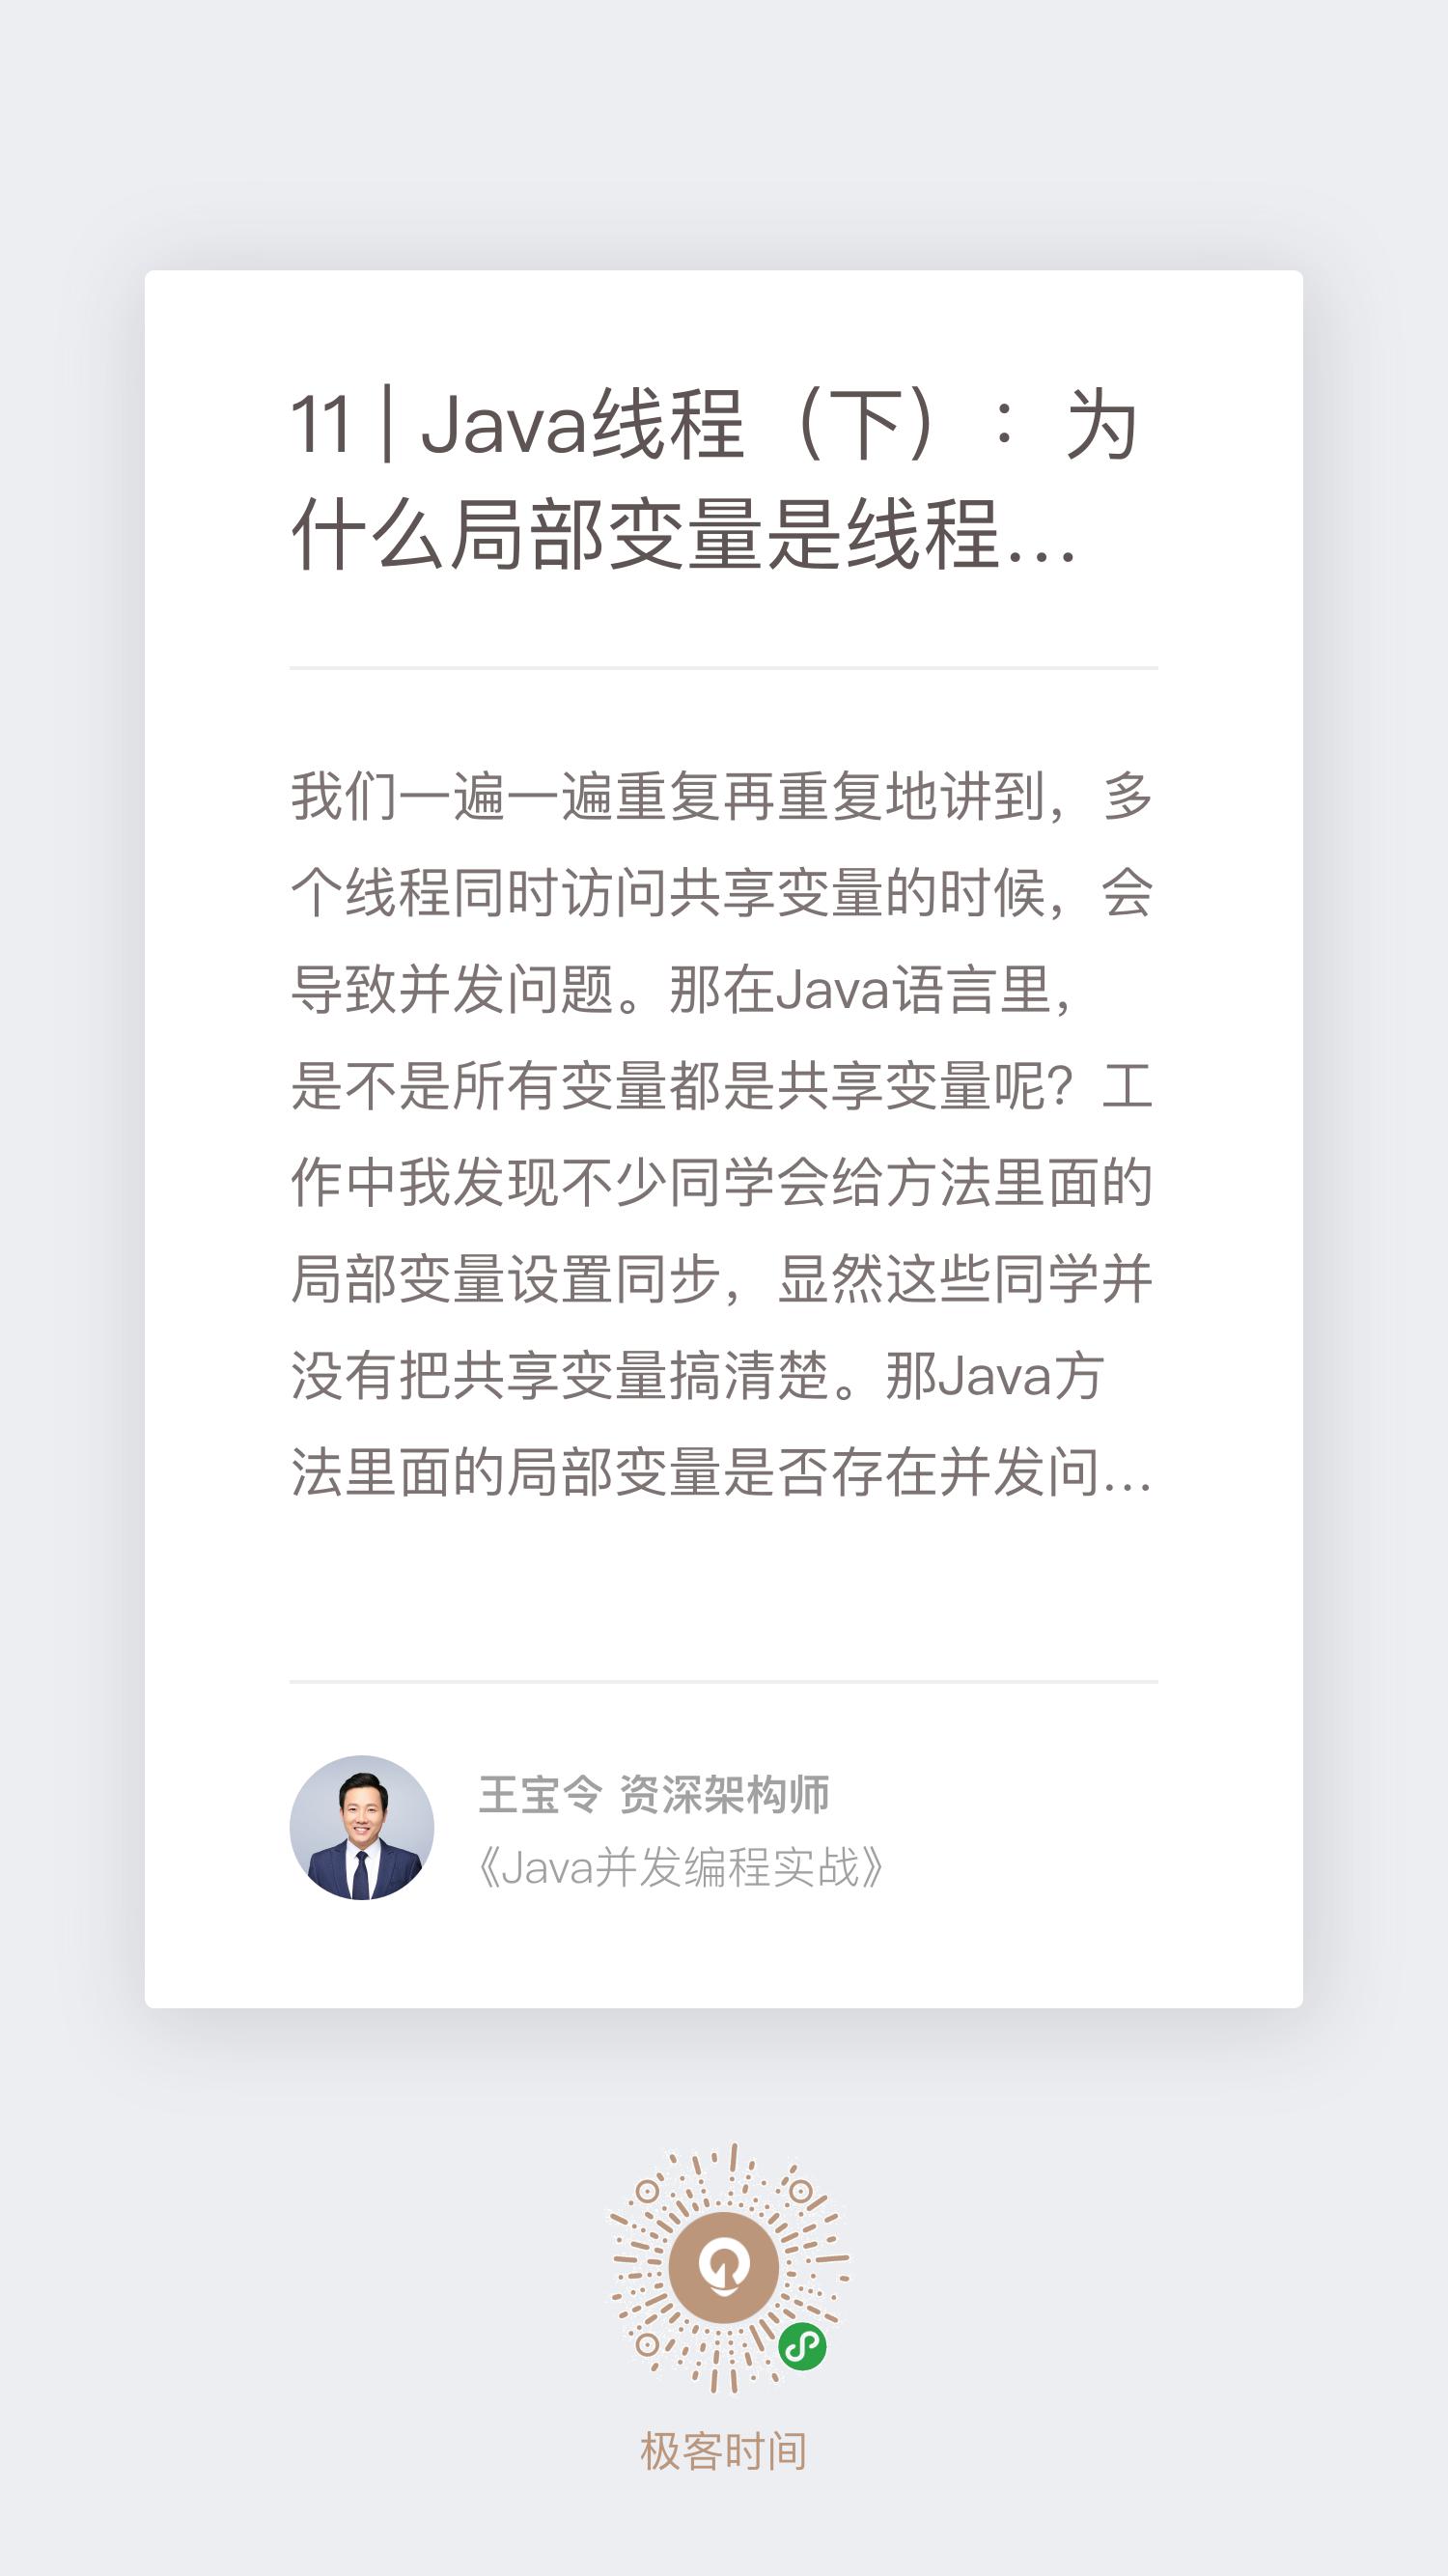 11 | Java线程（下）：为
什么局部变量是线程…
我们一遍一遍重复再重复地讲到，多
个线程同时访问共享变量的时候，会
导致并发问题。那在Java语言里，
是不是所有变量都是共享变量呢？工
作中我发现不少同学会给方法里面的
局部变量设置同步，显然这些同学并
没有把共享变量搞清楚。那Java方
法里面的局部变量是否存在并发问…
王宝令 资深架构师
《Java并发编程实战》
极客时间